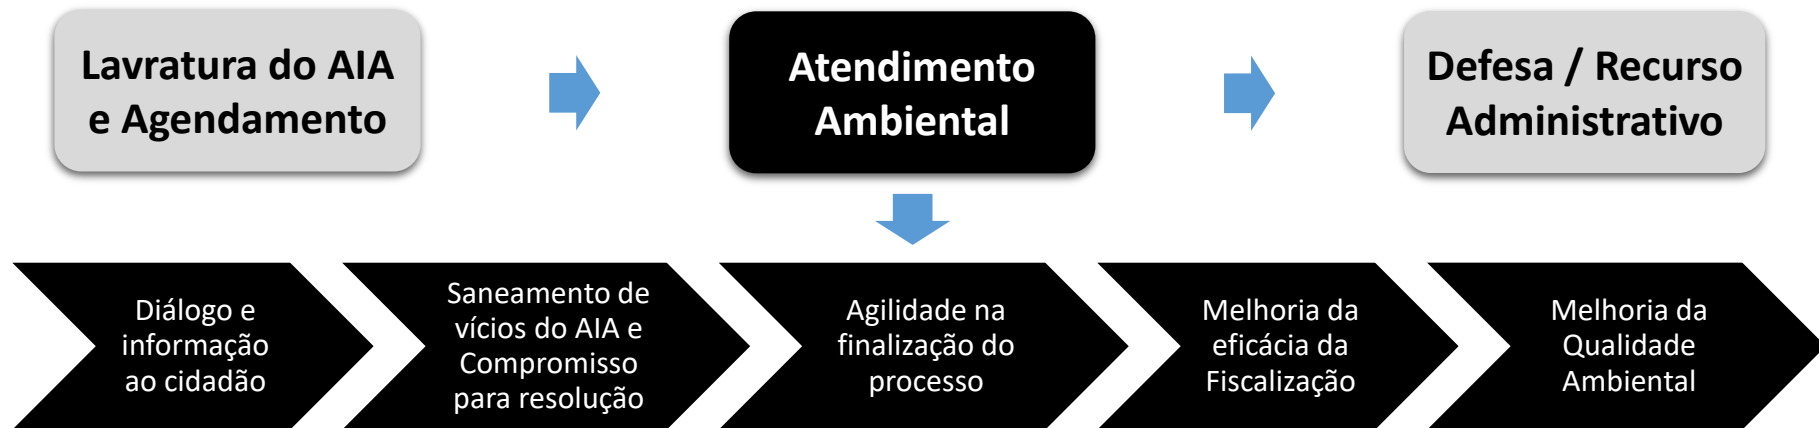 Lavratura do AIA
e Agendamento
Atendimento
Ambiental
Defesa / Recurso
Administrativo
Diálogo e
informação
ao cidadão
Saneamento de
vícios do AIA e
Compromisso
para resolução
Agilidade na
finalização do
processo
Melhoria da
eficácia da
Fiscalização
Melhoria da
Qualidade
Ambiental